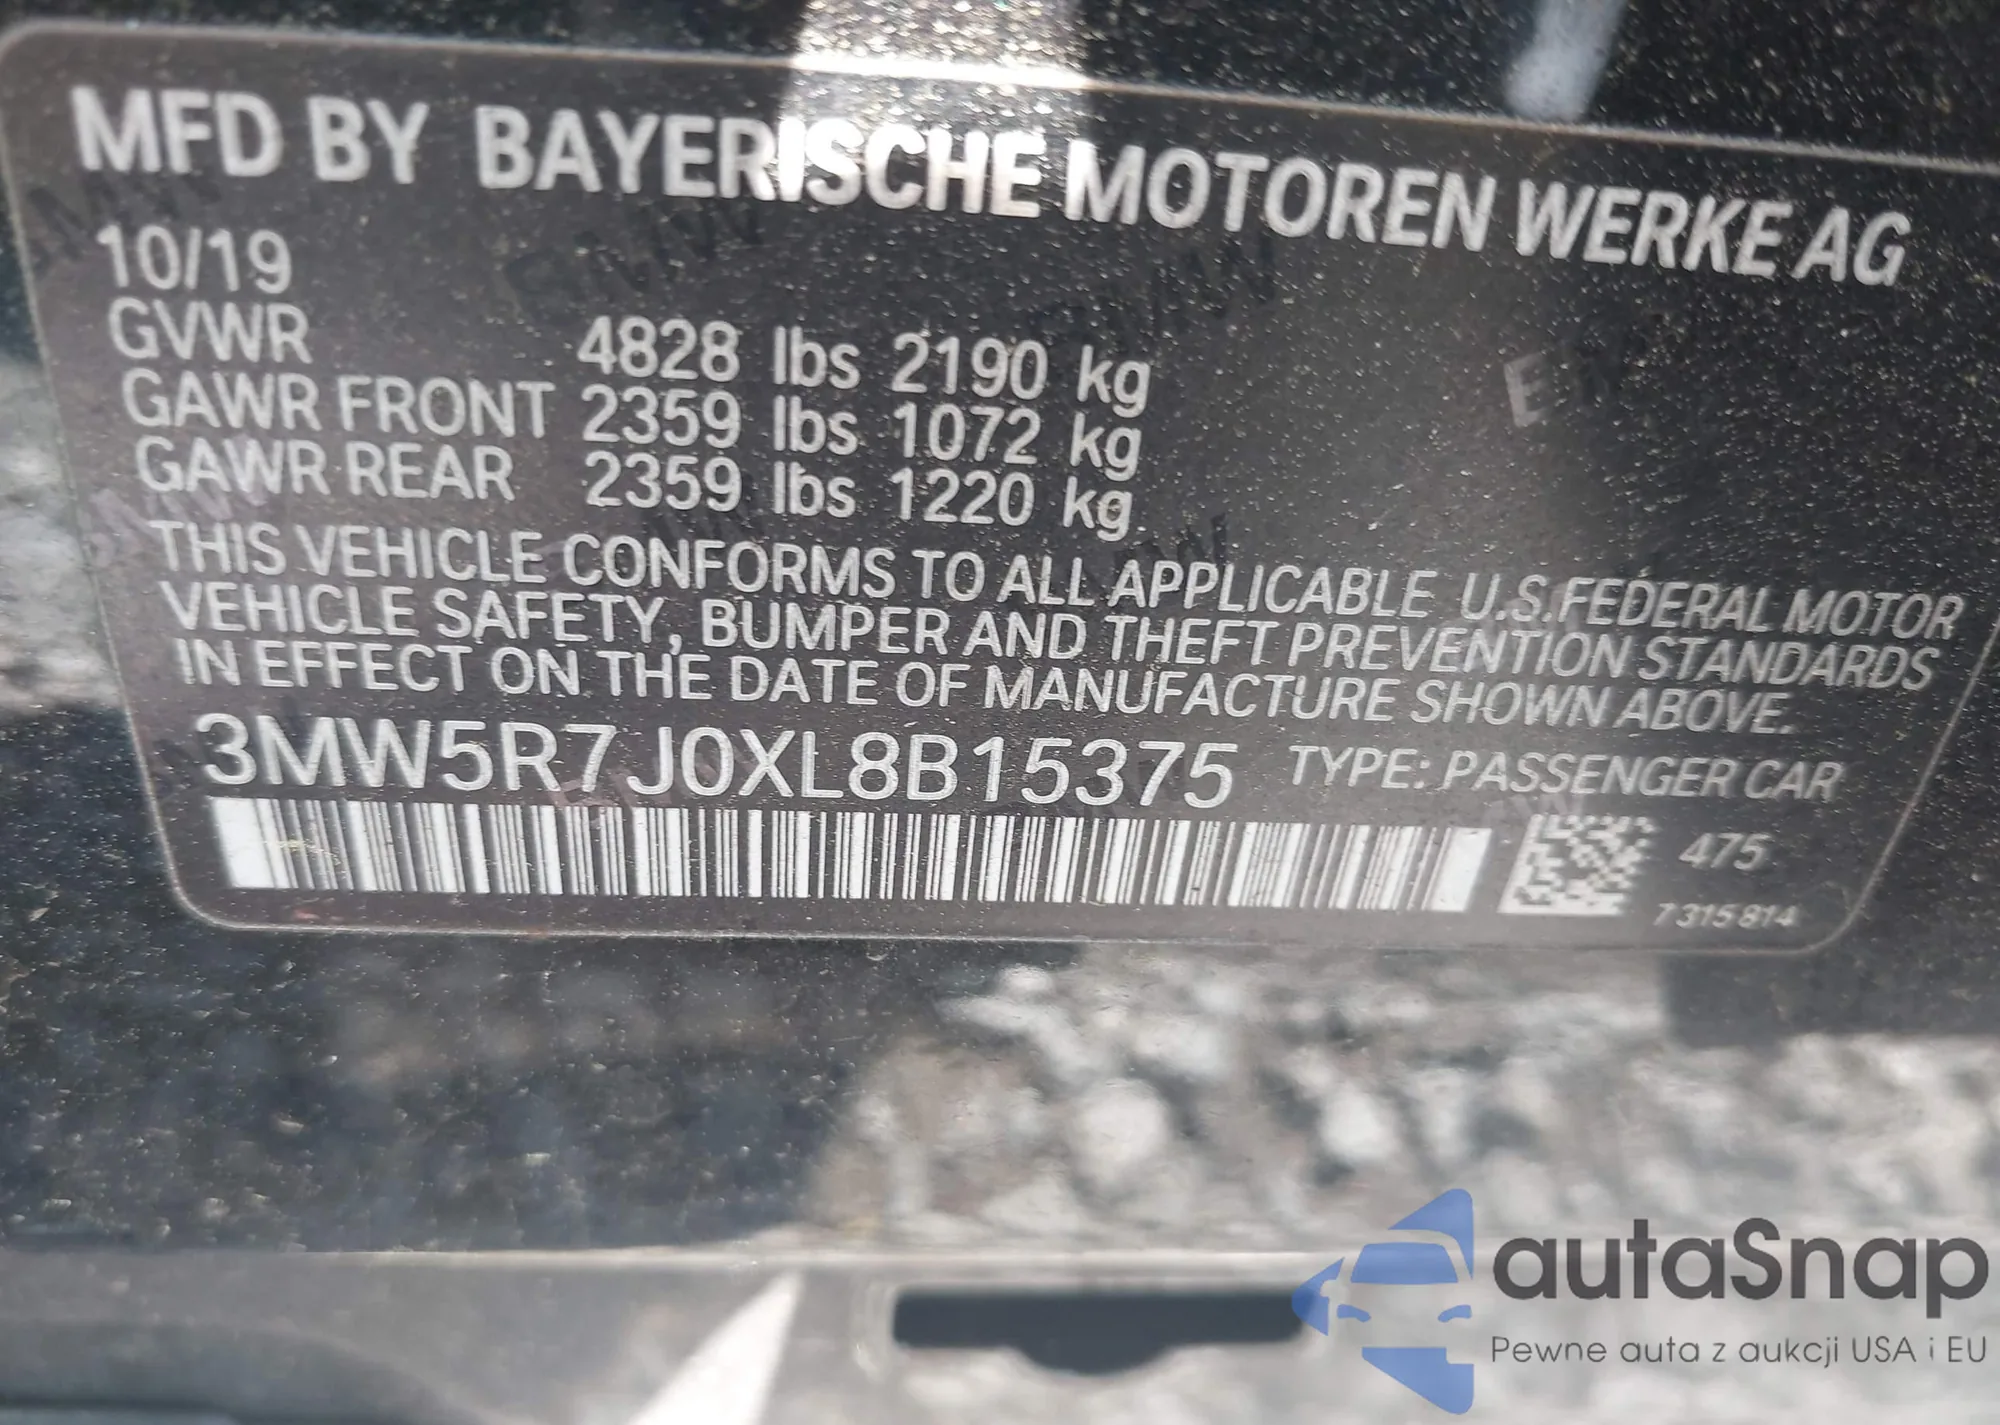 MFD BY BAYERISCHE MOTOREN WERKE AG
10/19
GVWR 4828 lbs 2190 kg
GAWR FRONT 2359 lbs 1072 kg
GAWR REAR 2359 lbs 1220 kg
THIS VEHICLE CONFORMS TO ALL APPLICABLE U.S.FEDERAL MOTOR
VEHICLE SAFETY, BUMPER AND THEFT PREVENTION STANDARDS
IN EFFECT ON THE DATE OF MANUFACTURE SHOWN ABOVE.
3MW5R7J0XL8B15375 TYPE: PASSENGER CAR
475
7 315 814
autaSnap
Pewne auta z aukcji USA i EU